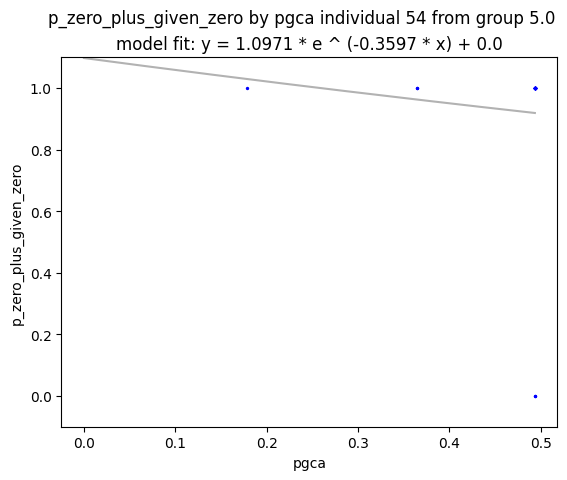 p_zero_plus_given_zero by pgca individual 54 from group 5.0
model fit: y = 1.0971 * e ^ (-0.3597 * x) + 0.0
1.0
0.8
0.6
0.4
0.2
0.0
p_zero_plus_given_zero
0.0 0.1 0.2 0.3 0.4 0.5
pgca